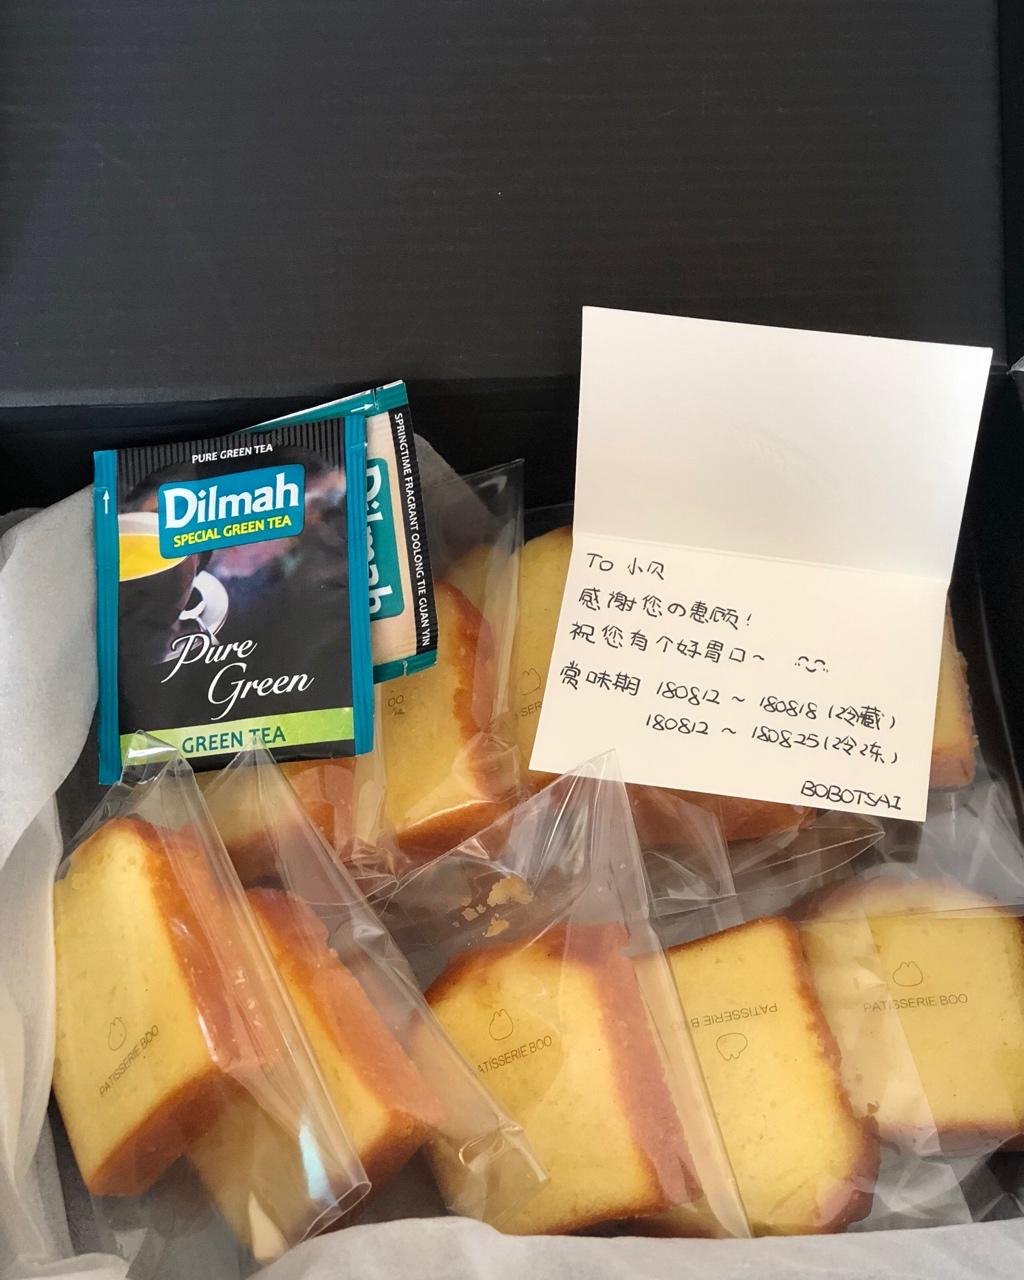 PURE GREEN TEA
Dilmah
SPECIAL GREEN TEA
Pure
Green
GREEN TEA
Dilmah
SPRINGTIME FRAGRANT OOLONG TIE GUAN YIN
TO 小贝
感谢您の惠顾！
祝您有个好胃口~
赏味期 180812 ~ 180818 (冷藏)
180812 ~ 180825 (冷冻)
BOBOTSAI
PATISSERIE BOO
PATISSERIE BOO
PATISSERIE BOO
PATISSERIE BOO